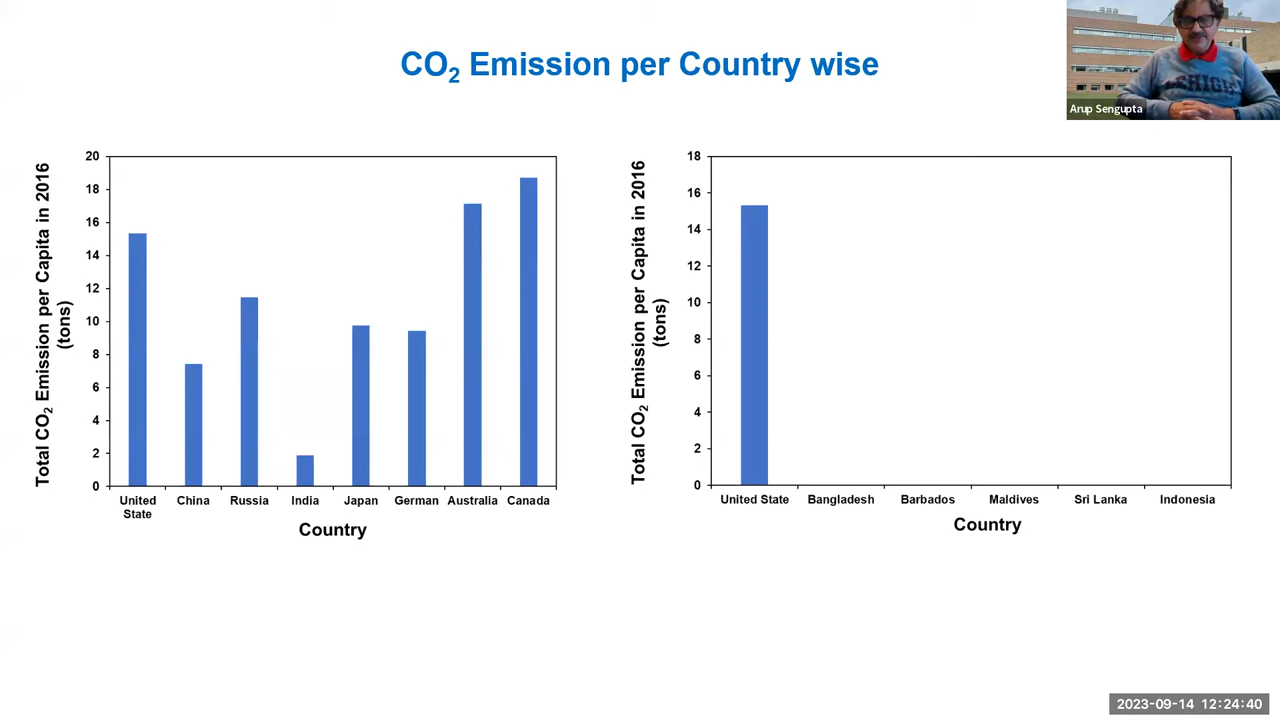 CO2 Emission per Country wise
LEHIGH
Arup Sengupta
Total CO2 Emission per Capita in 2016
(tons)
20
18
16
14
12
10
8
6
4
2
0
United
State
China
Russia
India
Japan
German
Australia
Canada
Country
Total CO2 Emission per Capita in 2016
(tons)
18
16
14
12
10
8
6
4
2
0
United State
Bangladesh
Barbados
Maldives
Sri Lanka
Indonesia
Country
2023-09-14 12:24:40